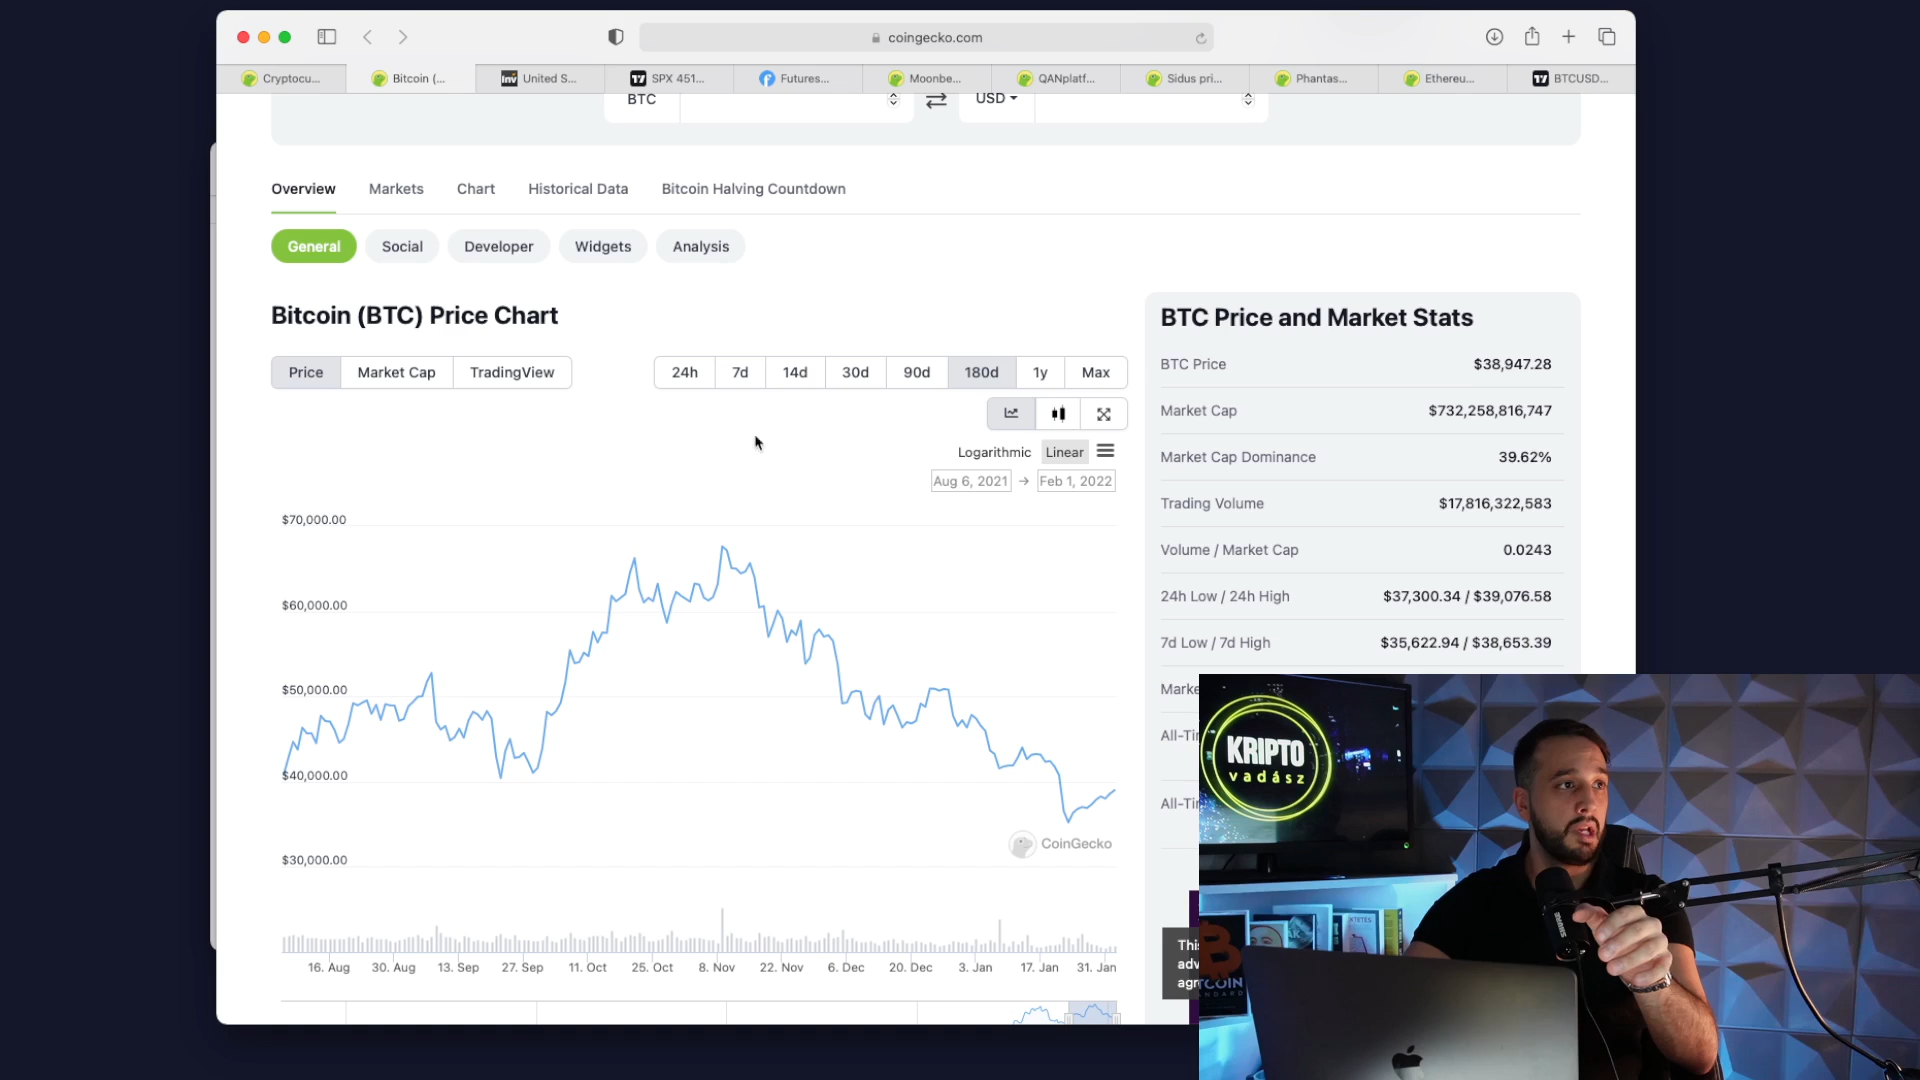 coingecko.com
Cryptocu... Bitcoin (... United S... SPX 451... Futures... Moonbe... QANplatf... Sidus pri... Phantas... Ethereu... BTCUSD...
BTC USD
Overview Markets Chart Historical Data Bitcoin Halving Countdown
General Social Developer Widgets Analysis
Bitcoin (BTC) Price Chart
Price Market Cap TradingView
24h 7d 14d 30d 90d 180d 1y Max
Logarithmic Linear
Aug 6, 2021 → Feb 1, 2022
$70,000.00
$60,000.00
$50,000.00
$40,000.00
$30,000.00
CoinGecko
16. Aug 30. Aug 13. Sep 27. Sep 11. Oct 25. Oct 8. Nov 22. Nov 6. Dec 20. Dec 3. Jan 17. Jan 31. Jan
BTC Price and Market Stats
BTC Price $38,947.28
Market Cap $732,258,816,747
Market Cap Dominance 39.62%
Trading Volume $17,816,322,583
Volume / Market Cap 0.0243
24h Low / 24h High $37,300.34 / $39,076.58
7d Low / 7d High $35,622.94 / $38,653.39
Marke
All-Ti
All-Ti
KRIPTO
vadász